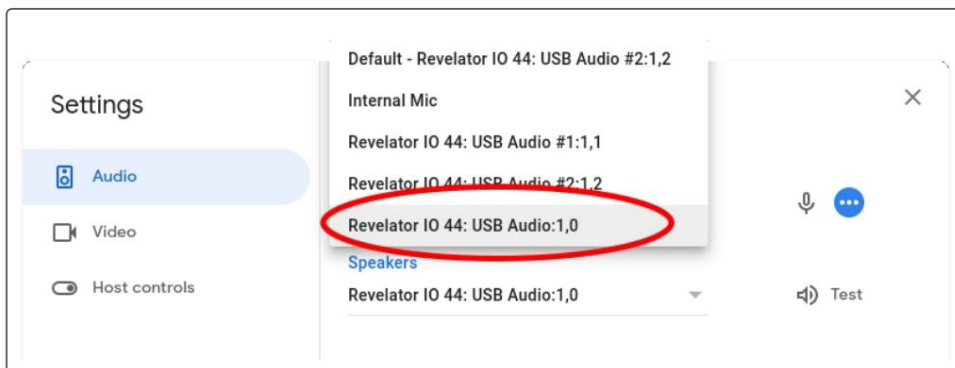 Settings
Audio
Video
Host controls
Default - Revelator IO 44: USB Audio #2:1,2
Internal Mic
Revelator IO 44: USB Audio #1:1,1
Revelator IO 44: USB Audio #2:1,2
Revelator IO 44: USB Audio:1,0
Speakers
Revelator IO 44: USB Audio:1,0
Test